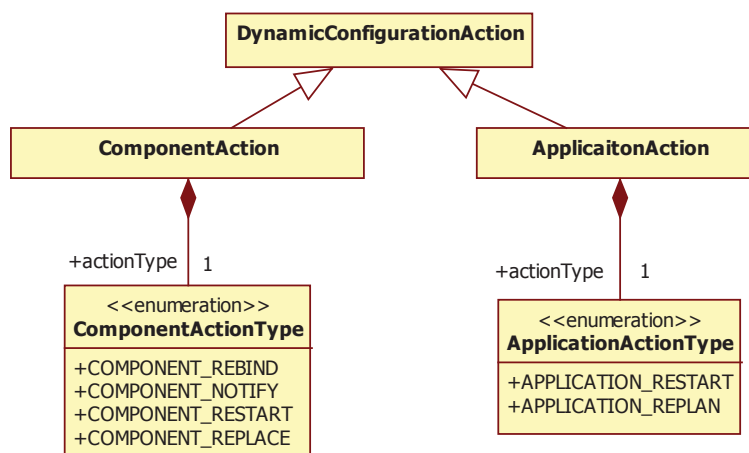 DynamicConfigurationAction
ComponentAction
ApplicaitonAction
+actionType 1
+actionType 1
<<enumeration>>
ComponentActionType
+COMPONENT_REBIND
+COMPONENT_NOTIFY
+COMPONENT_RESTART
+COMPONENT_REPLACE
<<enumeration>>
ApplicationActionType
+APPLICATION_RESTART
+APPLICATION_REPLAN